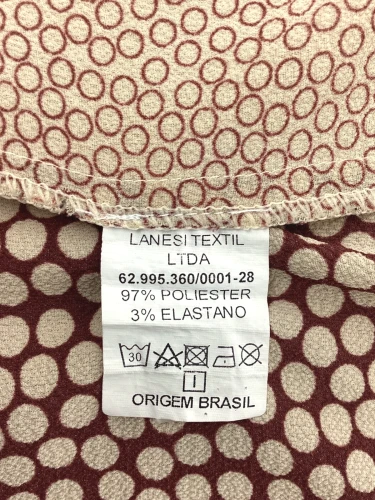 LANESI TEXTIL
LTDA
62.995.360/0001-28
97% POLIESTER
3% ELASTANO
30
ORIGEM BRASIL